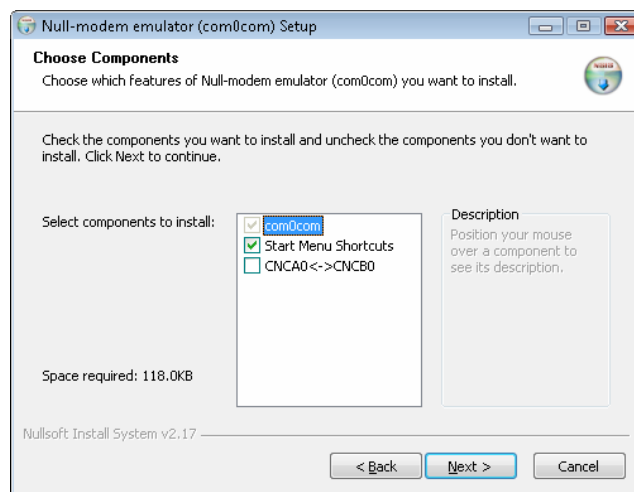 Null-modem emulator (com0com) Setup
Choose Components
Choose which features of Null-modem emulator (com0com) you want to install.
Check the components you want to install and uncheck the components you don't want to
install. Click Next to continue.
Select components to install:
com0com
Start Menu Shortcuts
CNCA0<->CNCB0
Description
Position your mouse
over a component to
see its description.
Space required: 118.0KB
Nullsoft Install System v2.17
< Back
Next >
Cancel